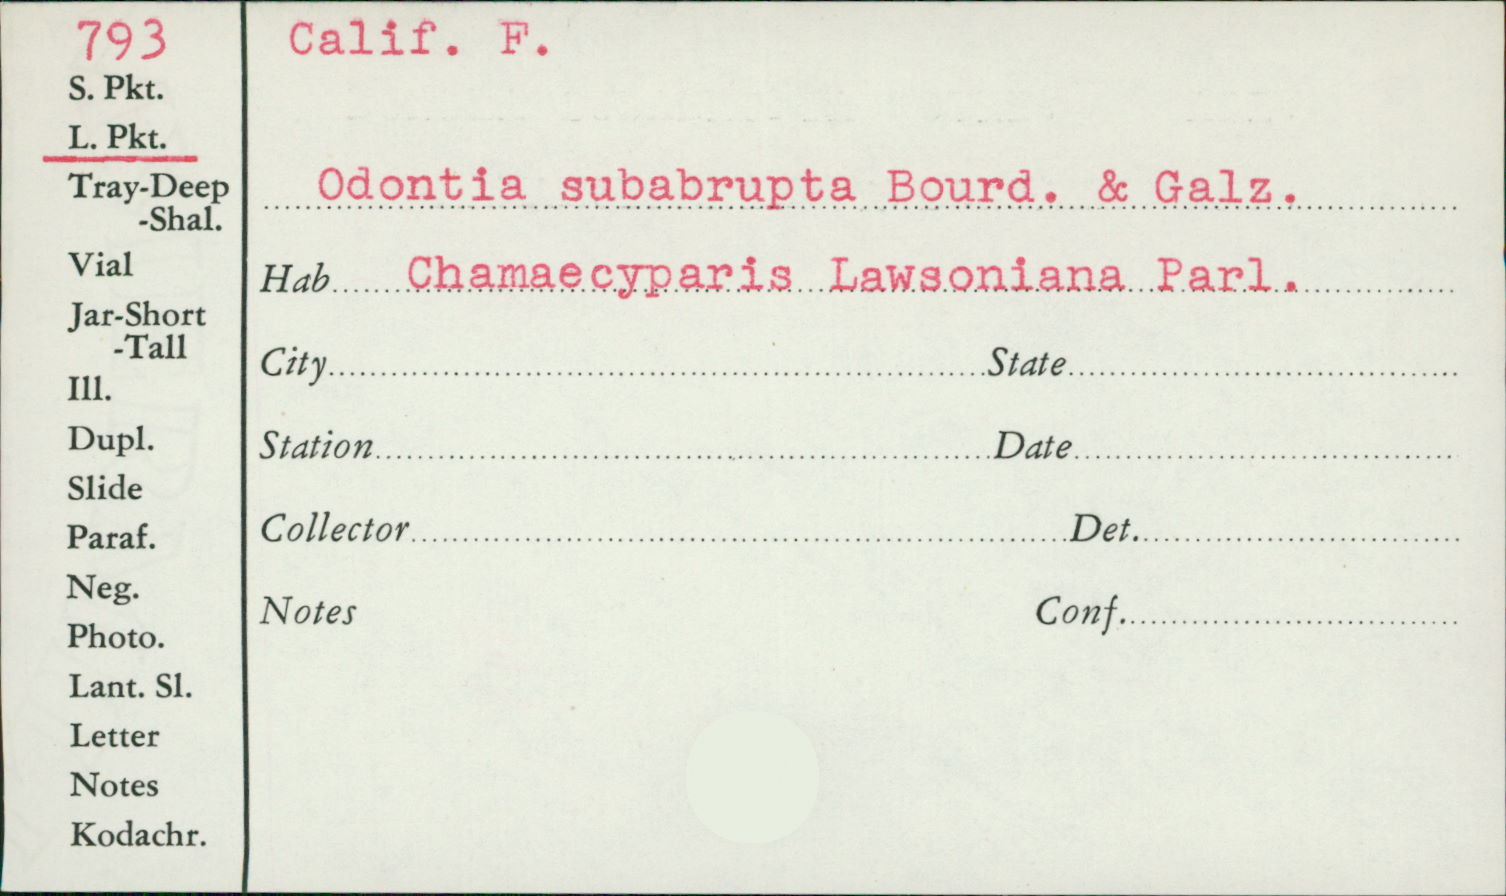 793
S. Pkt.
L. Pkt.
Tray-Deep
-Shal.
Vial
Jar-Short
-Tall
Ill.
Dupl.
Slide
Paraf.
Neg.
Photo.
Lant. Sl.
Letter
Notes
Kodachr.
Calif. F.
Odontia subabrupta Bourd. & Galz.
Hab Chamaecyparis Lawsoniana Parl.
City State
Station Date
Collector Det.
Notes Conf.